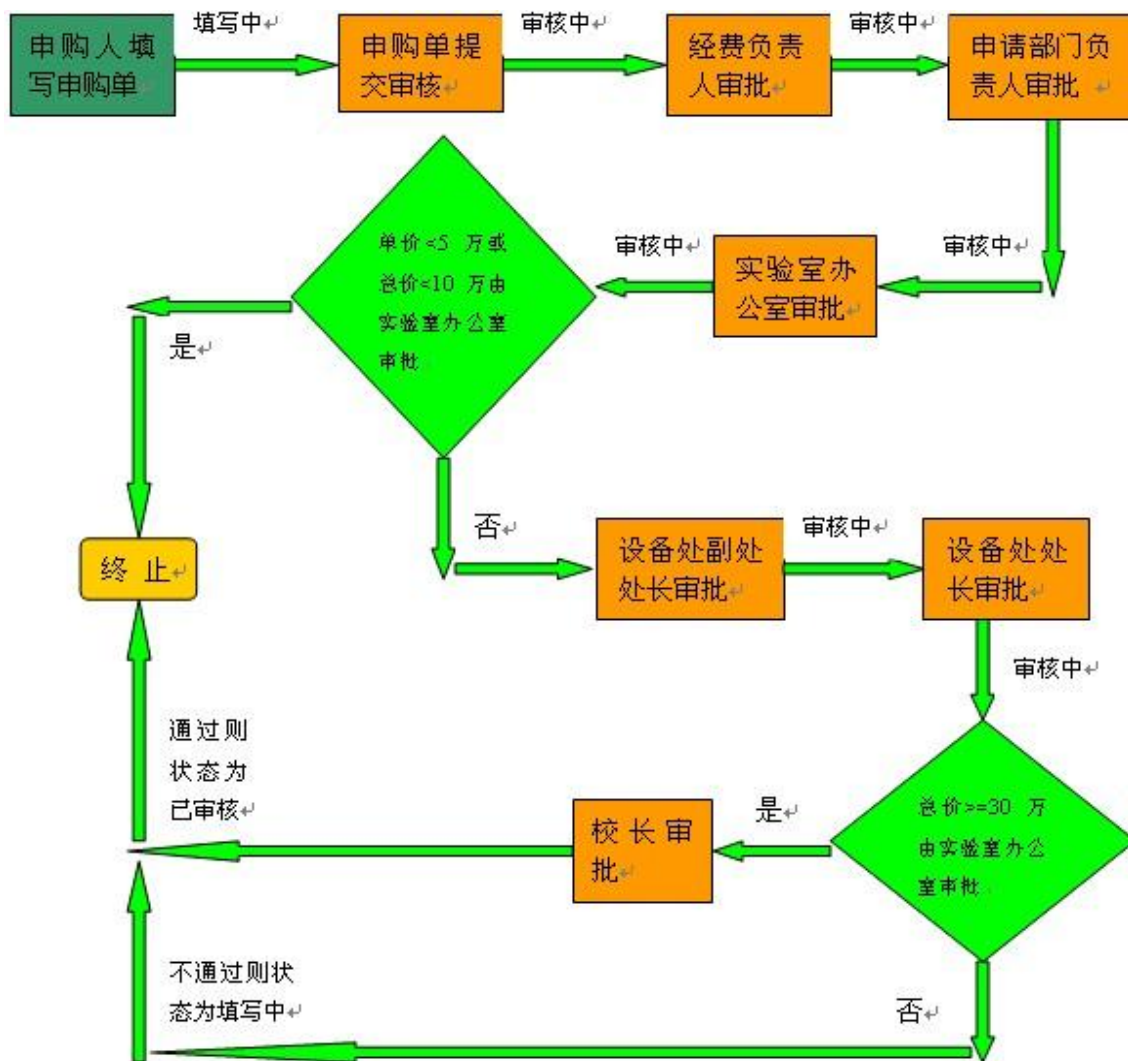 申购人填
写申购单
填写中
申购单提
交审核
审核中
经费负责
人审批
审核中
申请部门负
责人审批
审核中
实验室办
公室审批
审核中
单价<5 万或
总价<10 万由
实验室办公室
审批
是
终 止
否
设备处副处
处长审批
审核中
设备处处
长审批
审核中
总价>=30 万
由实验室办公
室审批
是
校长审
批
通过则
状态为
已审核
否
不通过则状
态为填写中